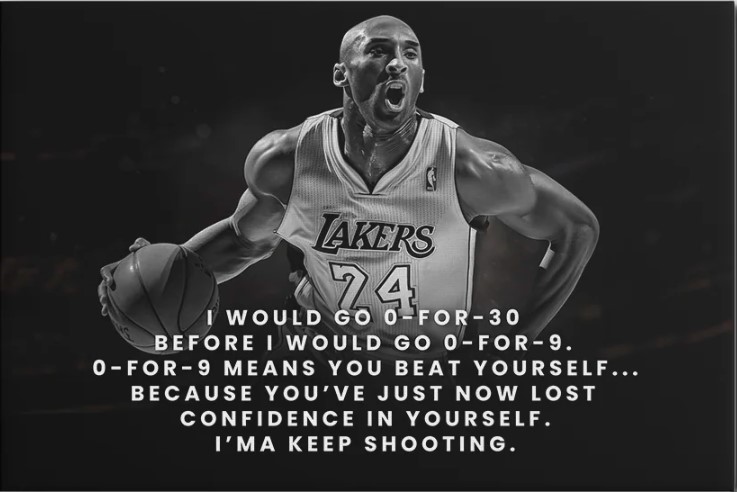 LAKERS
24
I WOULD GO 0-FOR-30
BEFORE I WOULD GO 0-FOR-9.
0-FOR-9 MEANS YOU BEAT YOURSELF...
BECAUSE YOU’VE JUST NOW LOST
CONFIDENCE IN YOURSELF.
I’MA KEEP SHOOTING.